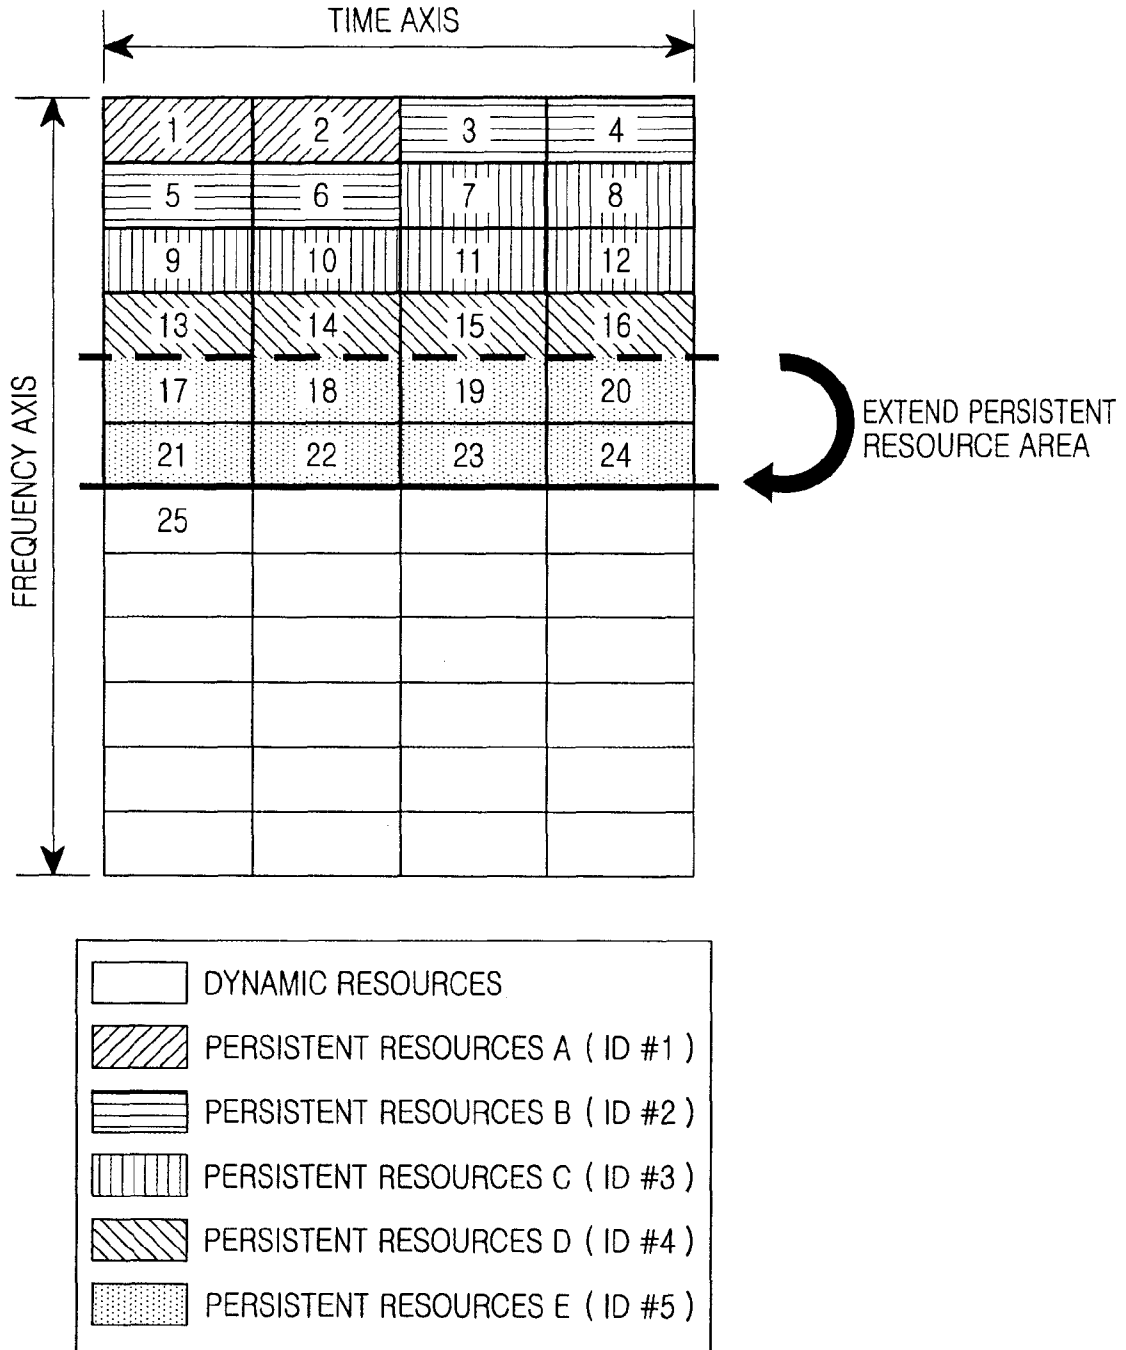 TIME AXIS
1 2 3 4
5 6 7 8
9 10 11 12
13 14 15 16
17 18 19 20
21 22 23 24
25
FREQUENCY AXIS
EXTEND PERSISTENT
RESOURCE AREA
DYNAMIC RESOURCES
PERSISTENT RESOURCES A ( ID #1 )
PERSISTENT RESOURCES B ( ID #2 )
PERSISTENT RESOURCES C ( ID #3 )
PERSISTENT RESOURCES D ( ID #4 )
PERSISTENT RESOURCES E ( ID #5 )